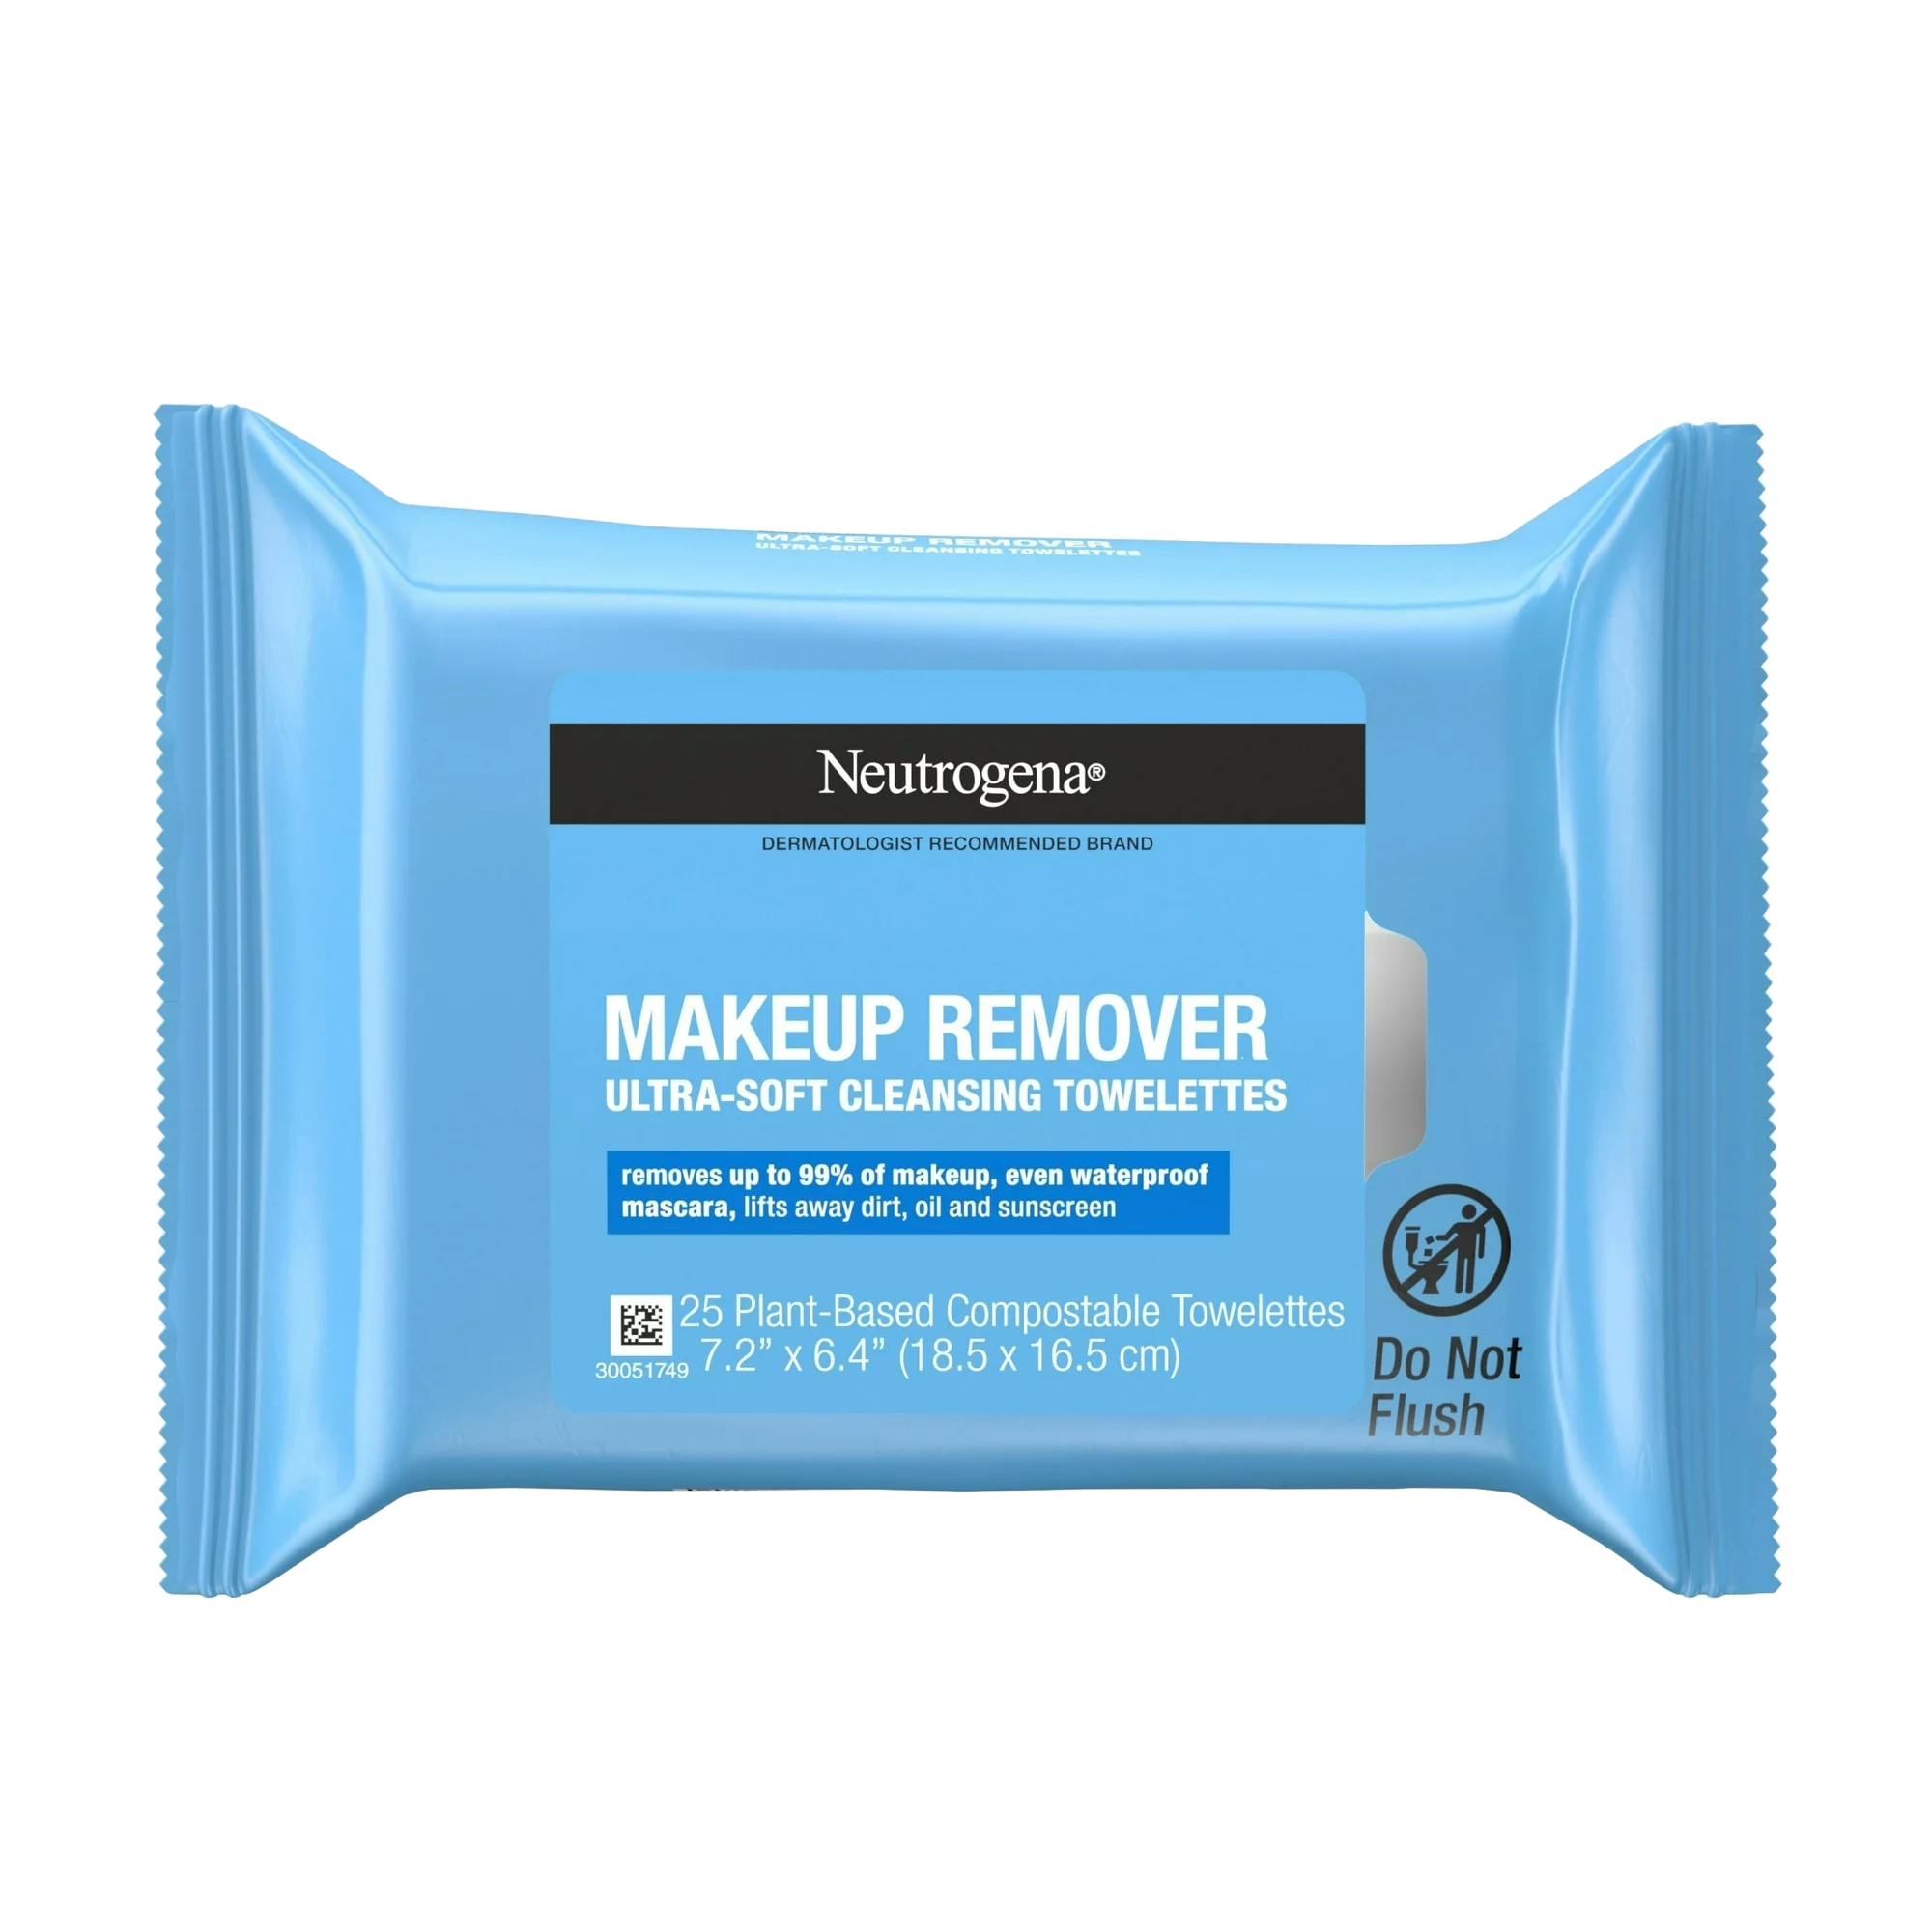 MAKEUP REMOVER
ULTRA-SOFT CLEANSING TOWELETTES
Neutrogena®
DERMATOLOGIST RECOMMENDED BRAND
MAKEUP REMOVER
ULTRA-SOFT CLEANSING TOWELETTES
removes up to 99% of makeup, even waterproof
mascara, lifts away dirt, oil and sunscreen
25 Plant-Based Compostable Towelettes
7.2” x 6.4” (18.5 x 16.5 cm)
30051749
Do Not
Flush